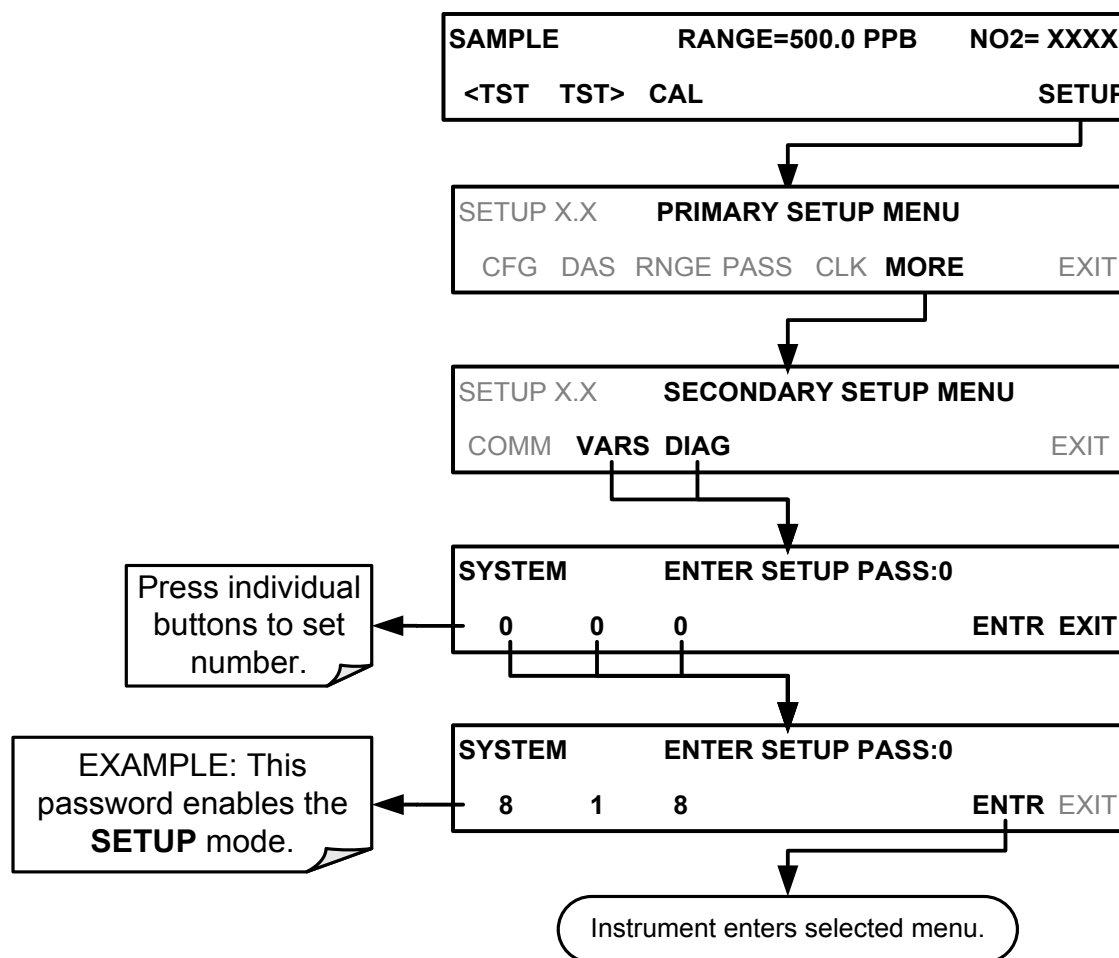 SAMPLE RANGE=500.0 PPB NO2= XXXX
<TST TST> CAL SETUP
SETUP X.X PRIMARY SETUP MENU
CFG DAS RNGE PASS CLK MORE EXIT
SETUP X.X SECONDARY SETUP MENU
COMM VARS DIAG EXIT
SYSTEM ENTER SETUP PASS:0
0 0 0 ENTR EXIT
Press individual
buttons to set
number.
SYSTEM ENTER SETUP PASS:0
8 1 8 ENTR EXIT
EXAMPLE: This
password enables the
SETUP mode.
Instrument enters selected menu.